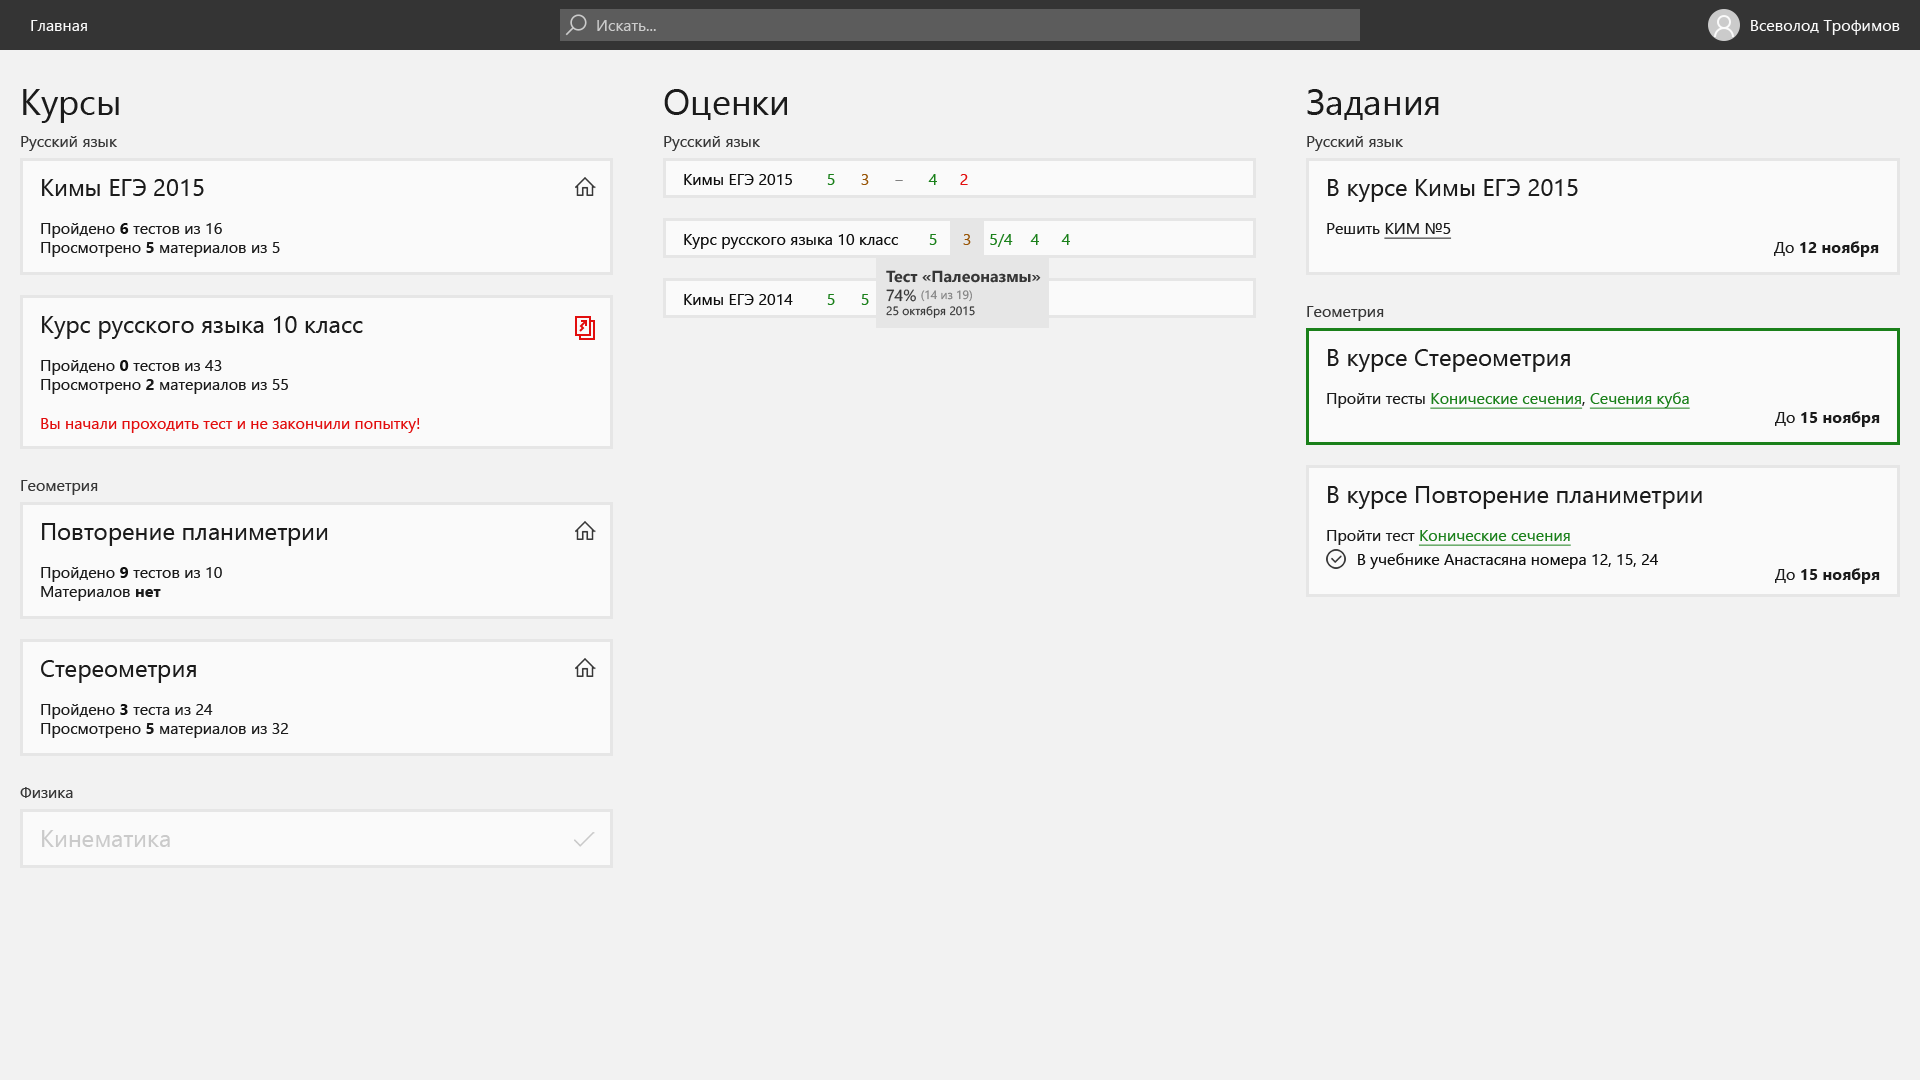 Главная
Искать...
Всеволод Трофимов
Курсы
Русский язык
Кимы ЕГЭ 2015
Пройдено 6 тестов из 16
Просмотрено 5 материалов из 5
Курс русского языка 10 класс
Пройдено 0 тестов из 43
Просмотрено 2 материалов из 55
Вы начали проходить тест и не закончили попытку!
Геометрия
Повторение планиметрии
Пройдено 9 тестов из 10
Материалов нет
Стереометрия
Пройдено 3 теста из 24
Просмотрено 5 материалов из 32
Физика
Кинематика
Оценки
Русский язык
Кимы ЕГЭ 2015 5 3 – 4 2
Курс русского языка 10 класс 5 3 5/4 4 4
Кимы ЕГЭ 2014 5 5
Тест «Палеоназмы»
74% (14 из 19)
25 октября 2015
Задания
Русский язык
В курсе Кимы ЕГЭ 2015
Решить КИМ №5
До 12 ноября
Геометрия
В курсе Стереометрия
Пройти тесты Конические сечения, Сечения куба
До 15 ноября
В курсе Повторение планиметрии
Пройти тест Конические сечения
В учебнике Анастасяна номера 12, 15, 24
До 15 ноября